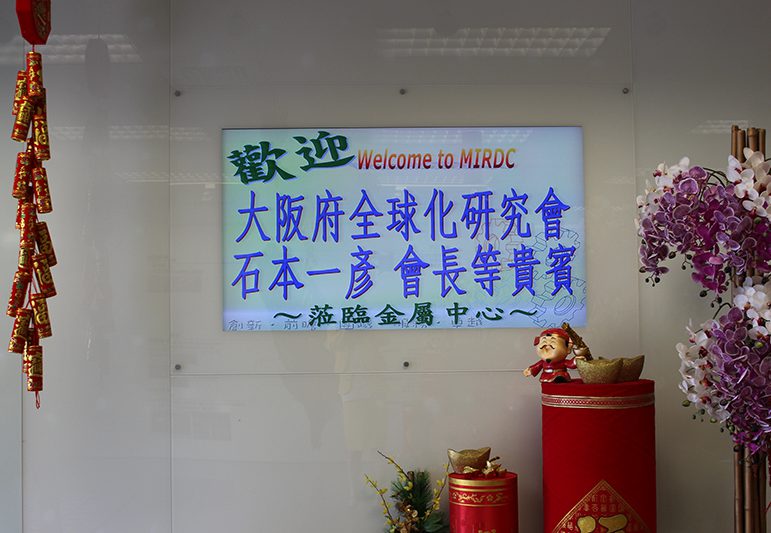 歡迎 Welcome to MIRDC
大阪府全球化研究會
石本一彥 會長等貴賓
～蒞臨金屬中心～